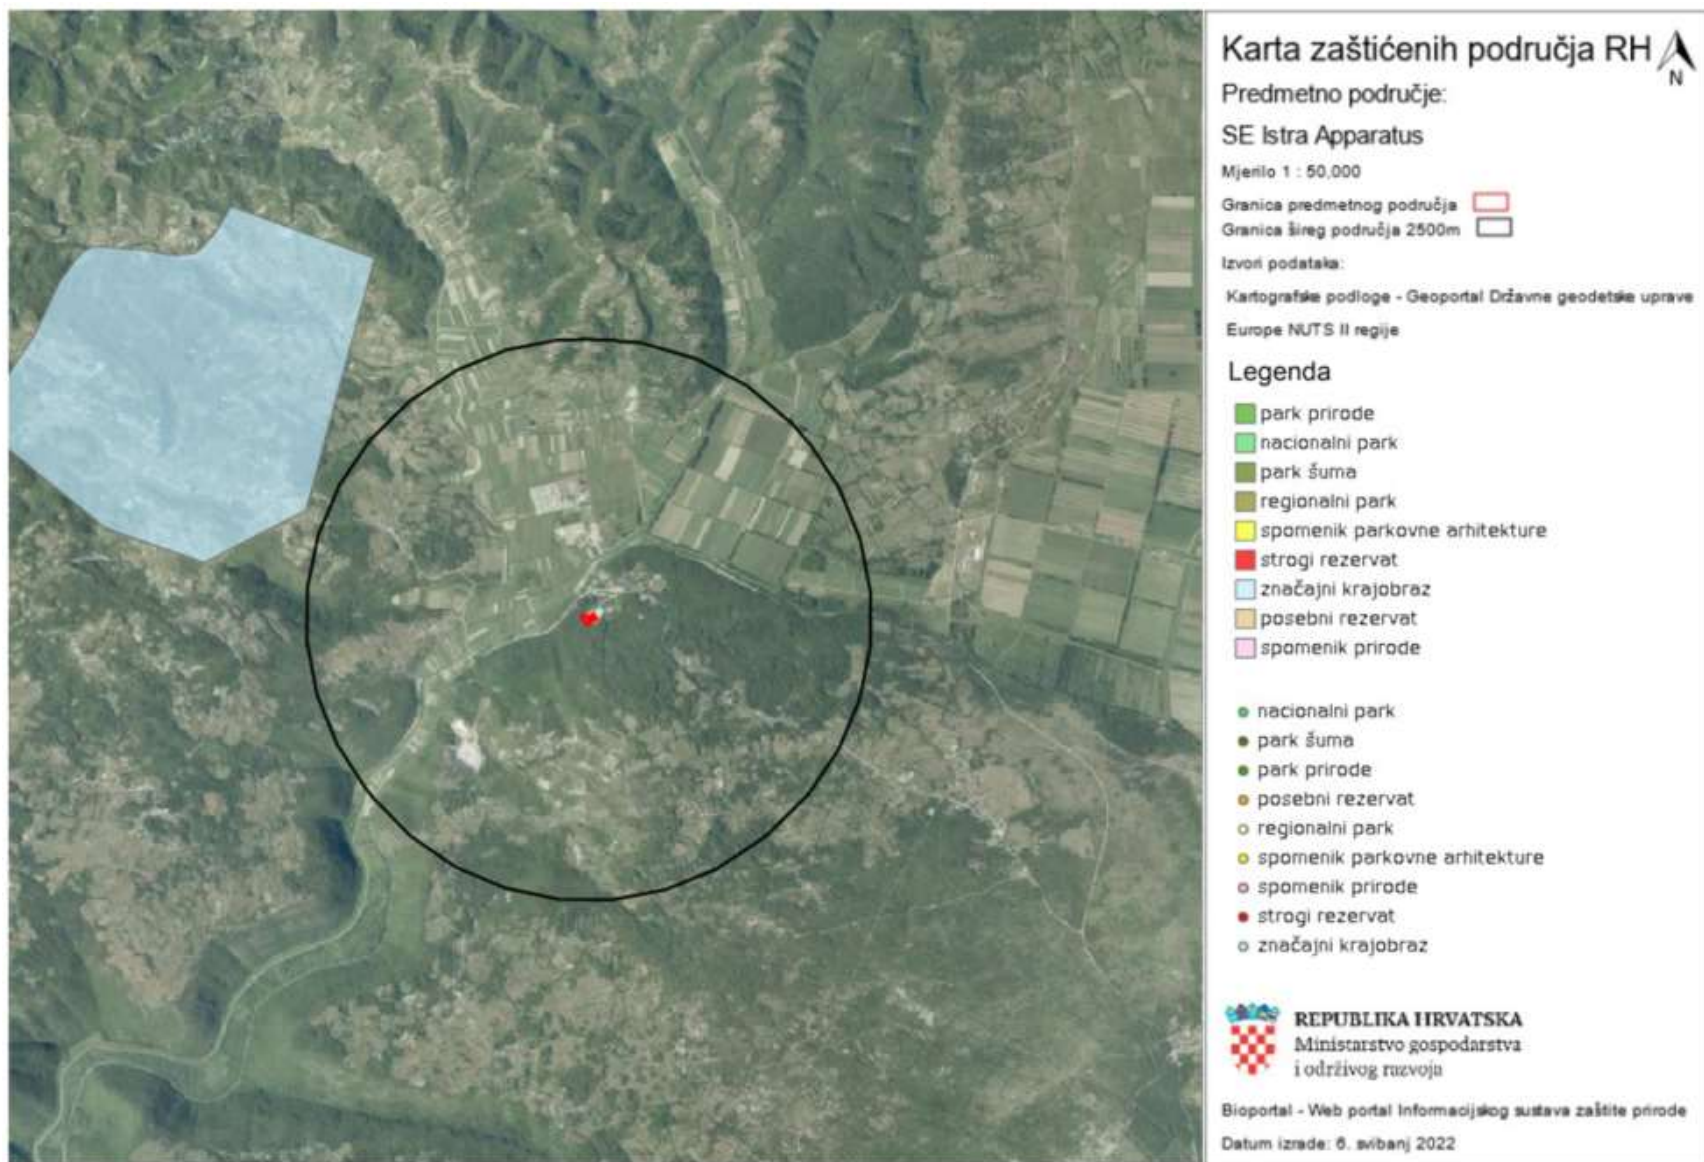 Karta zaštićenih područja RH
N
Predmetno područje:
SE Istra Apparatus
Mjerilo 1 : 50,000
Granica predmetnog područja
Granica šireg područja 2500m
Izvori podataka:
Kartografske podloge - Geoportal Državne geodetske uprave
Europe NUTS II regije
Legenda
park prirode
nacionalni park
park šuma
regionalni park
spomenik parkovne arhitekture
strogi rezervat
značajni krajobraz
posebni rezervat
spomenik prirode
nacionalni park
park šuma
park prirode
posebni rezervat
regionalni park
spomenik parkovne arhitekture
spomenik prirode
strogi rezervat
značajni krajobraz
REPUBLIKA HRVATSKA
Ministarstvo gospodarstva
i održivog razvoja
Bioportal - Web portal Informacijskog sustava zaštite prirode
Datum izrade: 6. svibanj 2022